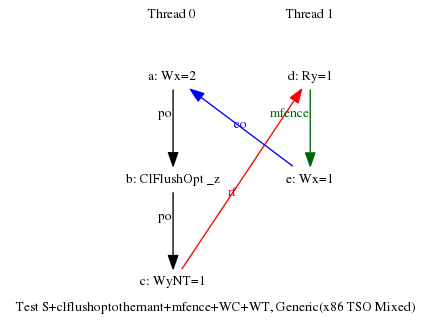 Thread 0 Thread 1
a: Wx=2 d: Ry=1
po mfence
co
b: ClFlushOpt _z e: Wx=1
rf
po
c: WyNT=1
Test S+clflushoptothernant+mfence+WC+WT, Generic(x86 TSO Mixed)